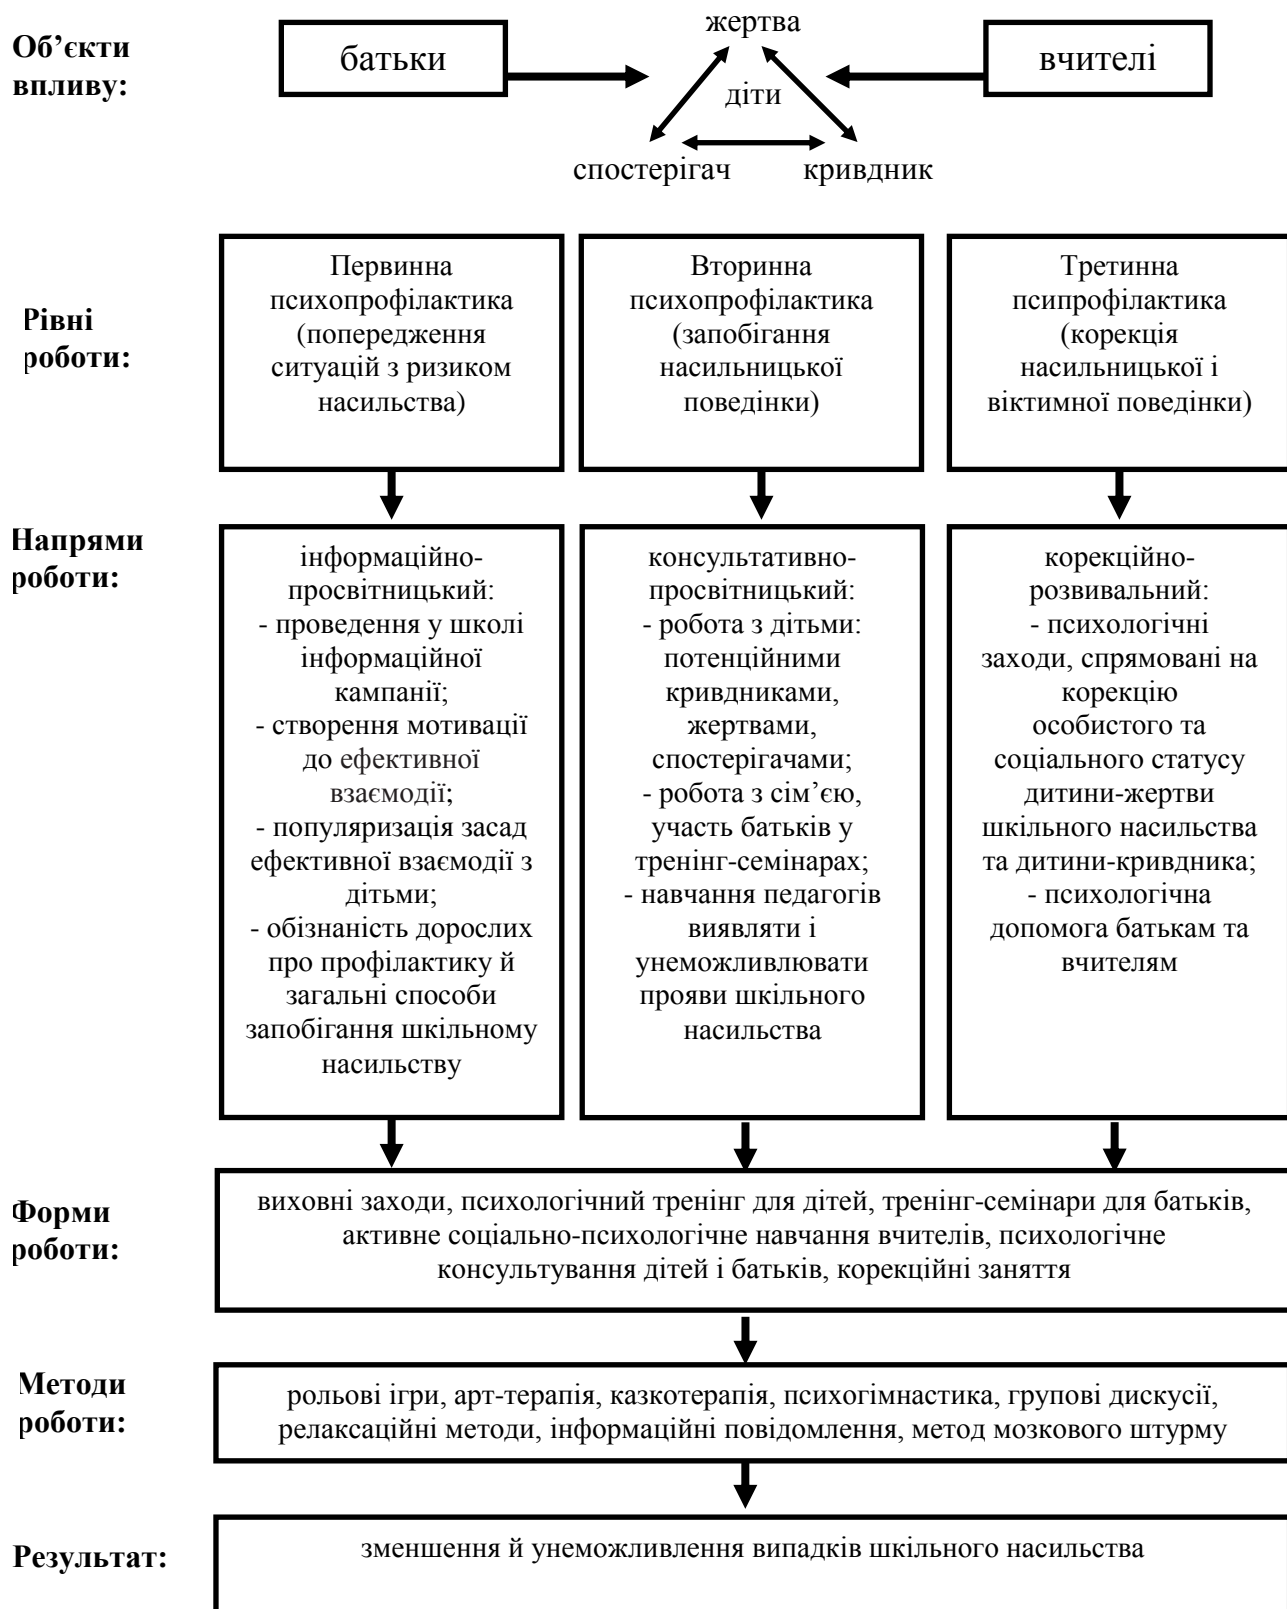 Об’єкти
впливу:
батьки
жертва
діти
спостерігач
кривдник
вчителі
Рівні
роботи:
Первинна
психопрофілактика
(попередження
ситуацій з ризиком
насильства)
Вторинна
психопрофілактика
(запобігання
насильницької
поведінки)
Третинна
псипрофілактика
(корекція
насильницької і
віктимної поведінки)
Напрями
роботи:
інформаційно-
просвітницький:
- проведення у школі
інформаційної
кампанії;
- створення мотивації
до ефективної
взаємодії;
- популяризація засад
ефективної взаємодії з
дітьми;
- обізнаність дорослих
про профілактику й
загальні способи
запобігання шкільному
насильству
консультативно-
просвітницький:
- робота з дітьми:
потенційними
кривдниками,
жертвами,
спостерігачами;
- робота з сім’єю,
участь батьків у
тренінг-семінарах;
- навчання педагогів
виявляти і
унеможливлювати
прояви шкільного
насильства
корекційно-
розвивальний:
- психологічні
заходи, спрямовані на
корекцію
особистого та
соціального статусу
дитини-жертви
шкільного насильства
та дитини-кривдника;
- психологічна
допомога батькам та
вчителям
Форми
роботи:
виховні заходи, психологічний тренінг для дітей, тренінг-семінари для батьків,
активне соціально-психологічне навчання вчителів, психологічне
консультування дітей і батьків, корекційні заняття
Методи
роботи:
рольові ігри, арт-терапія, казкотерапія, психогімнастика, групові дискусії,
релаксаційні методи, інформаційні повідомлення, метод мозкового штурму
Результат:
зменшення й унеможливлення випадків шкільного насильства